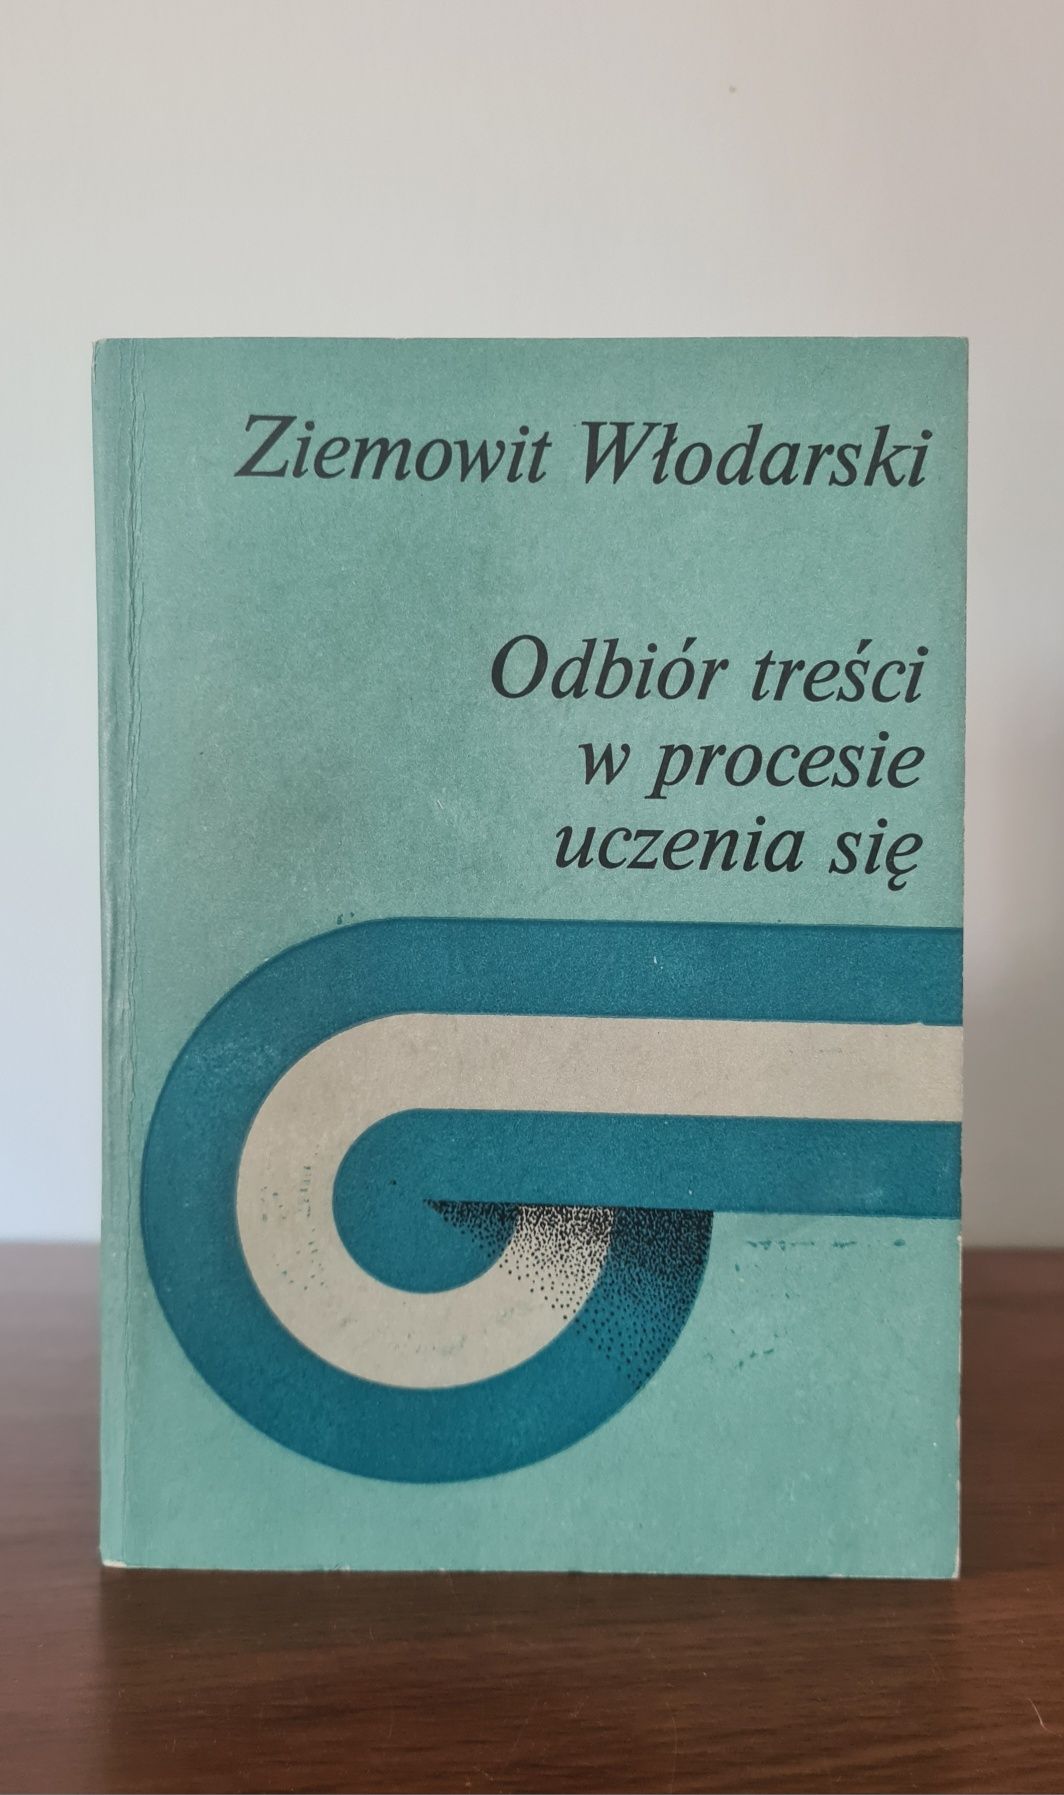 Ziemowit Włodarski
Odbiór treści
w procesie
uczenia się